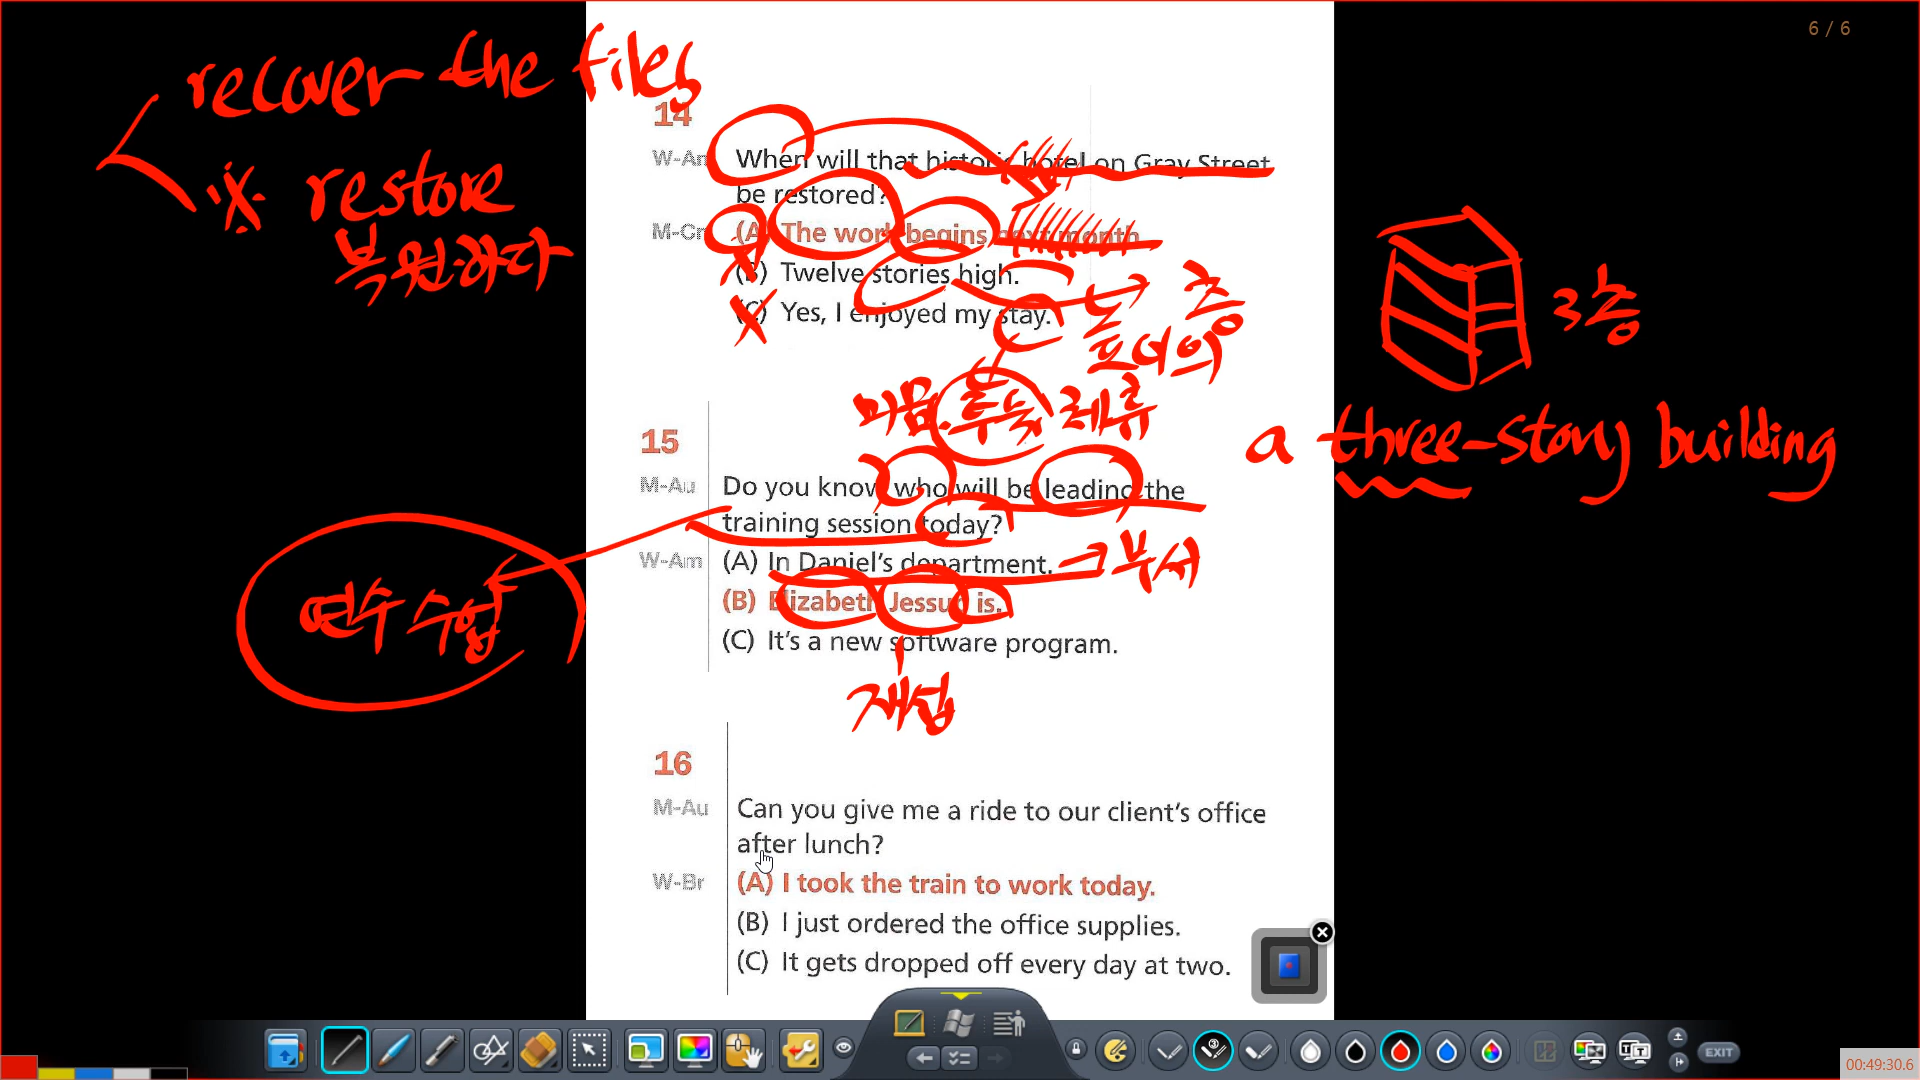 6 / 6
recover the files
14
W-Am When will that historic hotel on Gray Street
be restored?
※ restore
복원하다
(A) The work begins next month.
(B) Twelve stories high.
(C) Yes, I enjoyed my stay.
높 층
3층
a three-story building
15
M-Au Do you know who will be leading the
training session today?
W-Am (A) In Daniel's department.
부서
(B) Elizabeth Jessup is.
연수 수업
(C) It's a new software program.
재섭
16
M-Au Can you give me a ride to our client's office
after lunch?
W-Br (A) I took the train to work today.
(B) I just ordered the office supplies.
(C) It gets dropped off every day at two.
EXIT
00:49:30.6